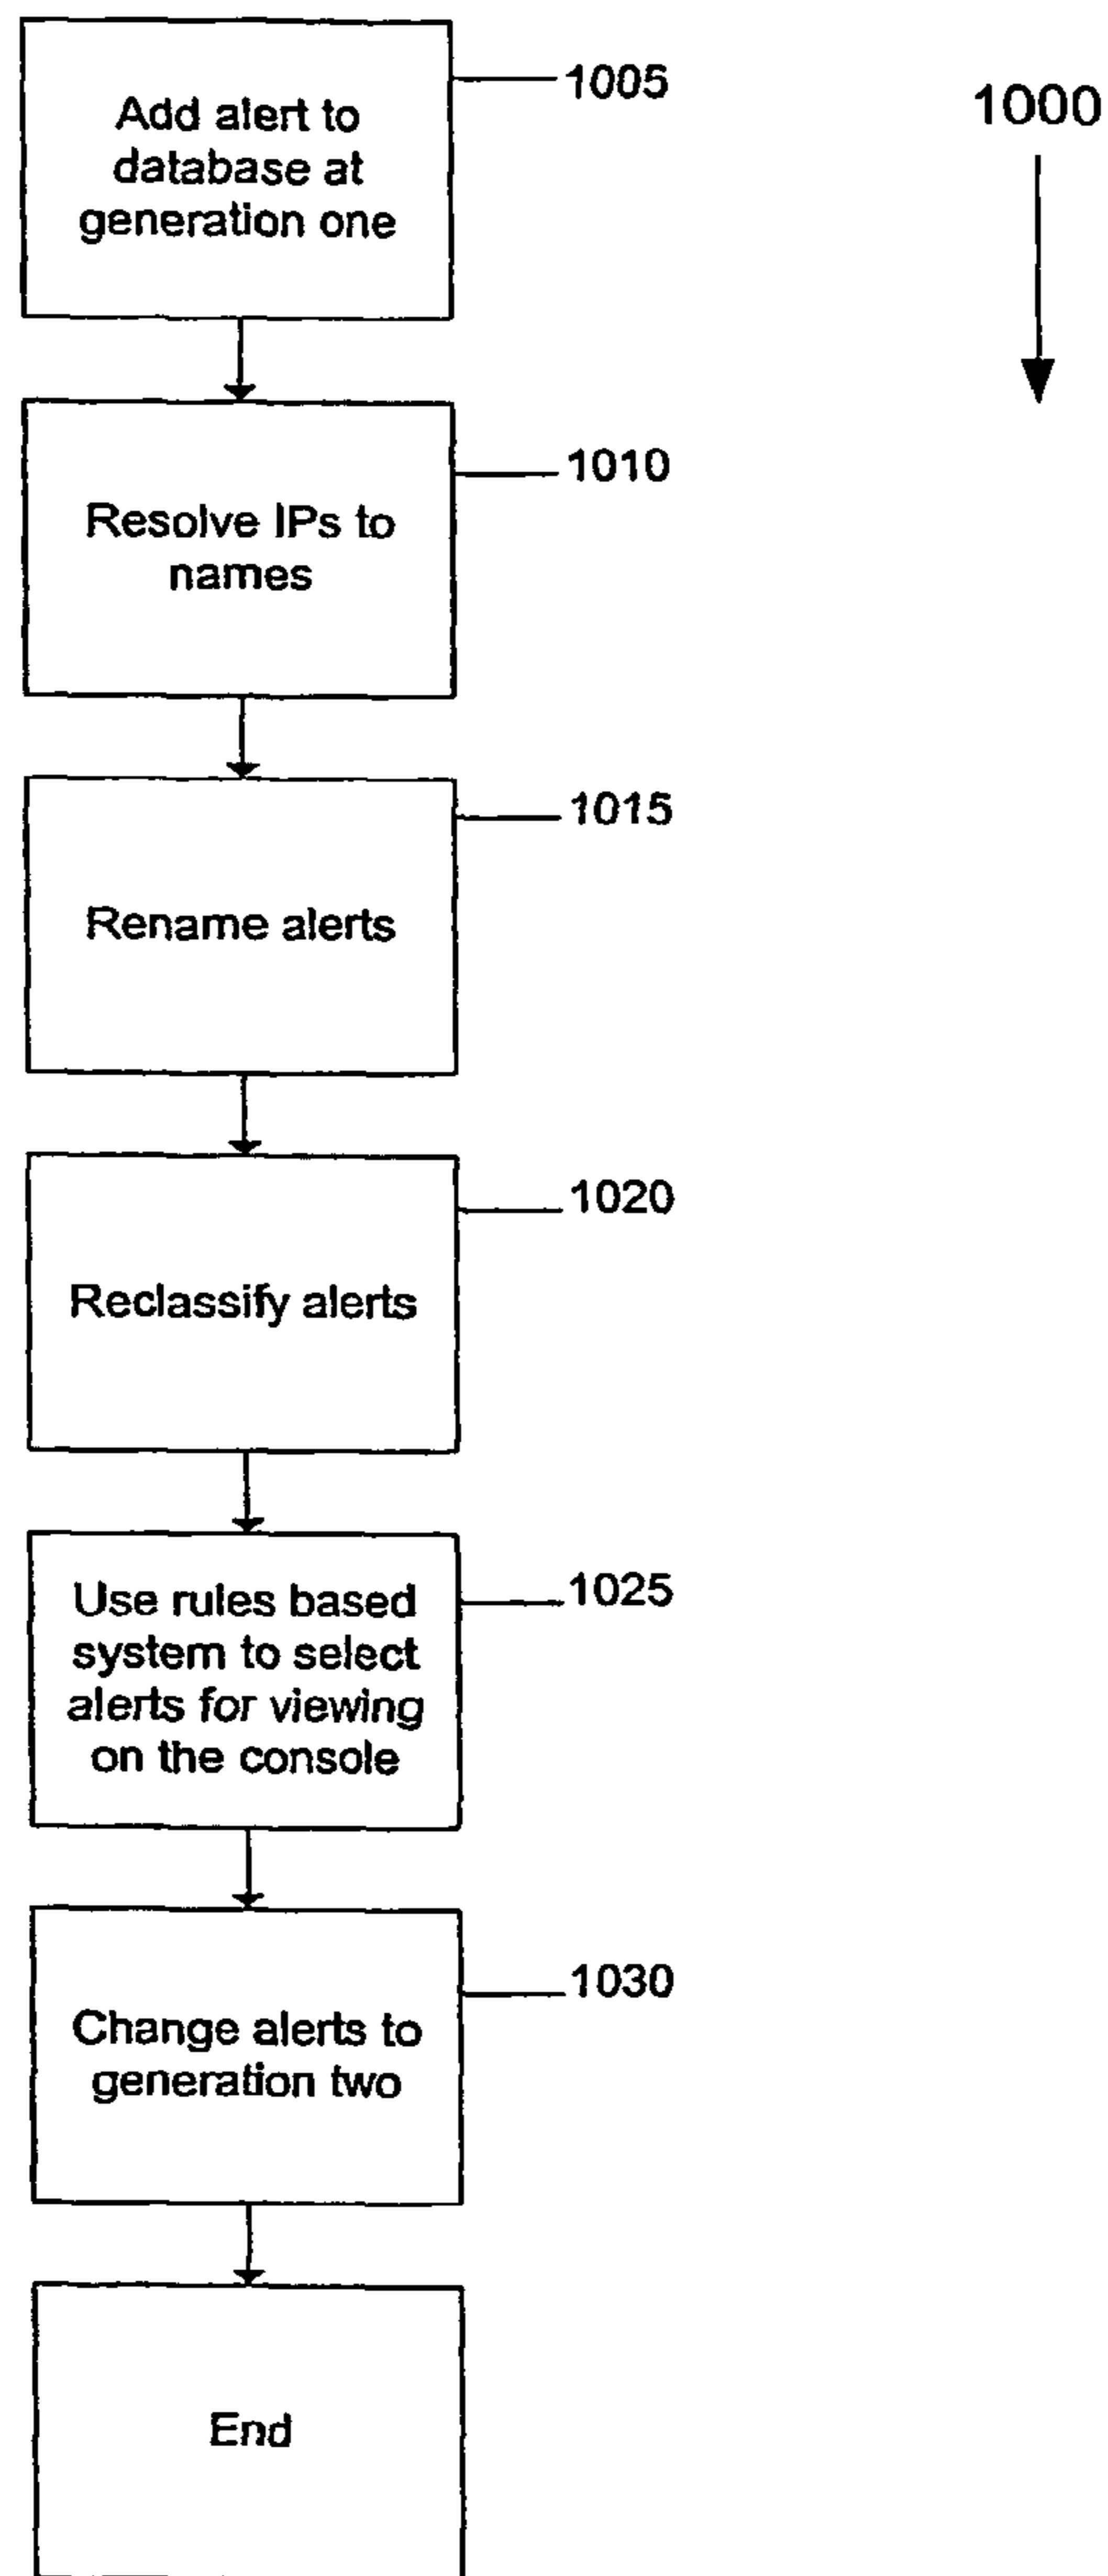 Add alert to
database at
generation one
1005
1000
Resolve IPs to
names
1010
Rename alerts
1015
Reclassify alerts
1020
Use rules based
system to select
alerts for viewing
on the console
1025
Change alerts to
generation two
1030
End